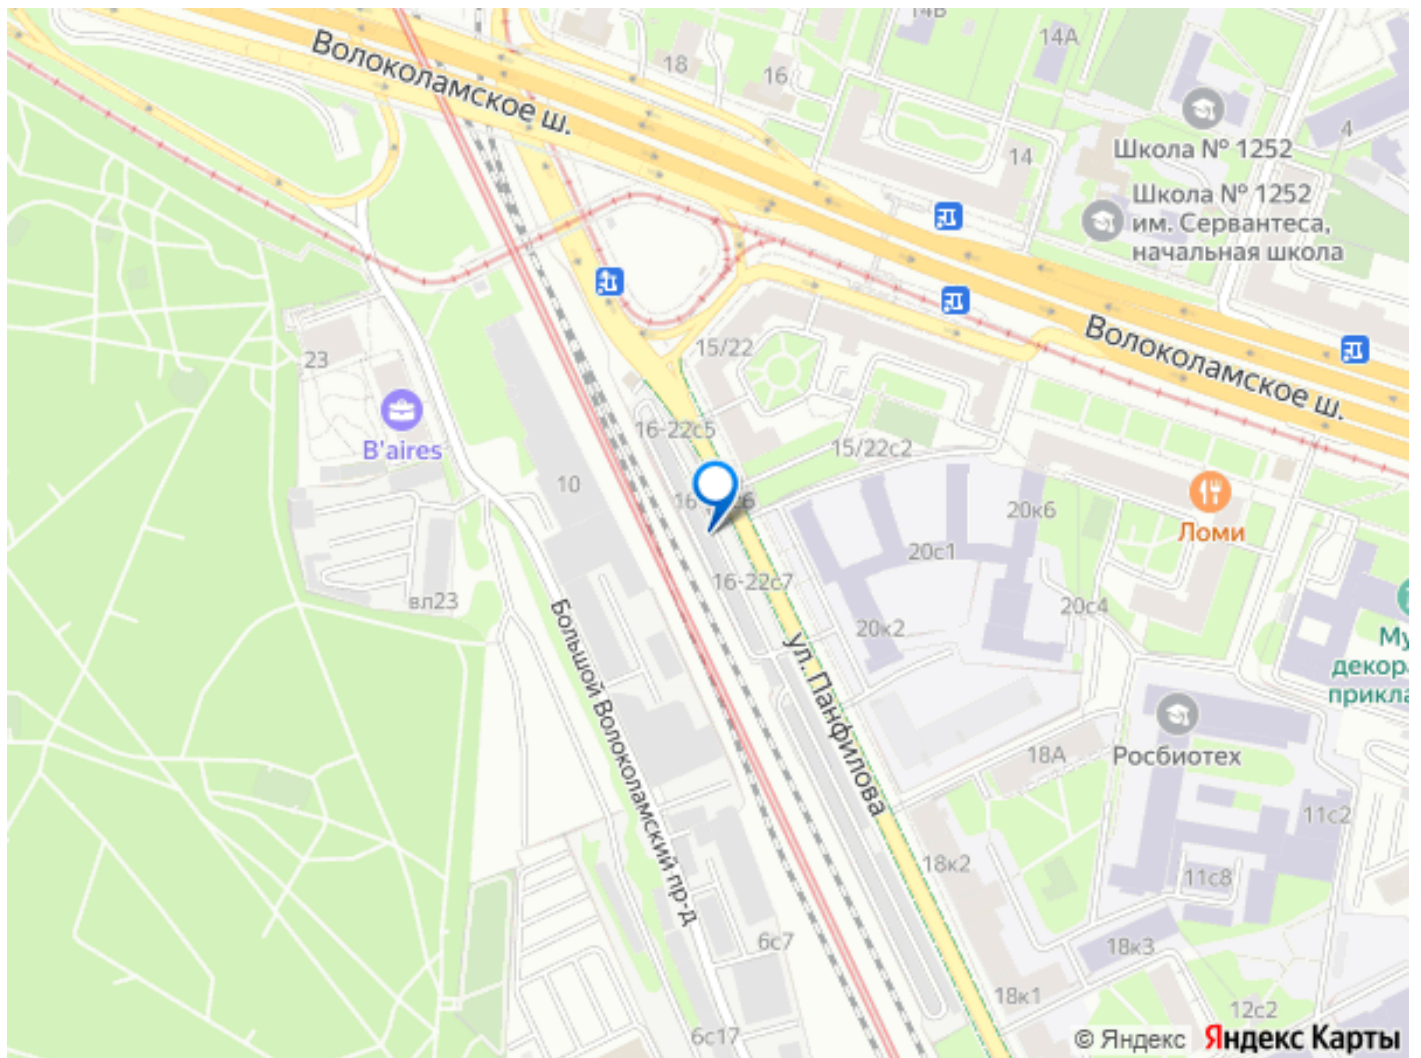 14В
14А
Волоколамское ш.
18
16
4
Школа № 1252
14
Школа № 1252
им. Сервантеса,
начальная школа
Волоколамское ш.
15/22
23
B'aires
16-22с5
15/22с2
10
20к6
Ломи
20с1
16-22с7
вл23
20с4
20к2
Большой Волоколамский пр-д
ул. Панфилова
18А
Росбиотех
11с2
18к2
11с8
6с7
18к3
18к1
12с2
6с17
© Яндекс
Яндекс Карты